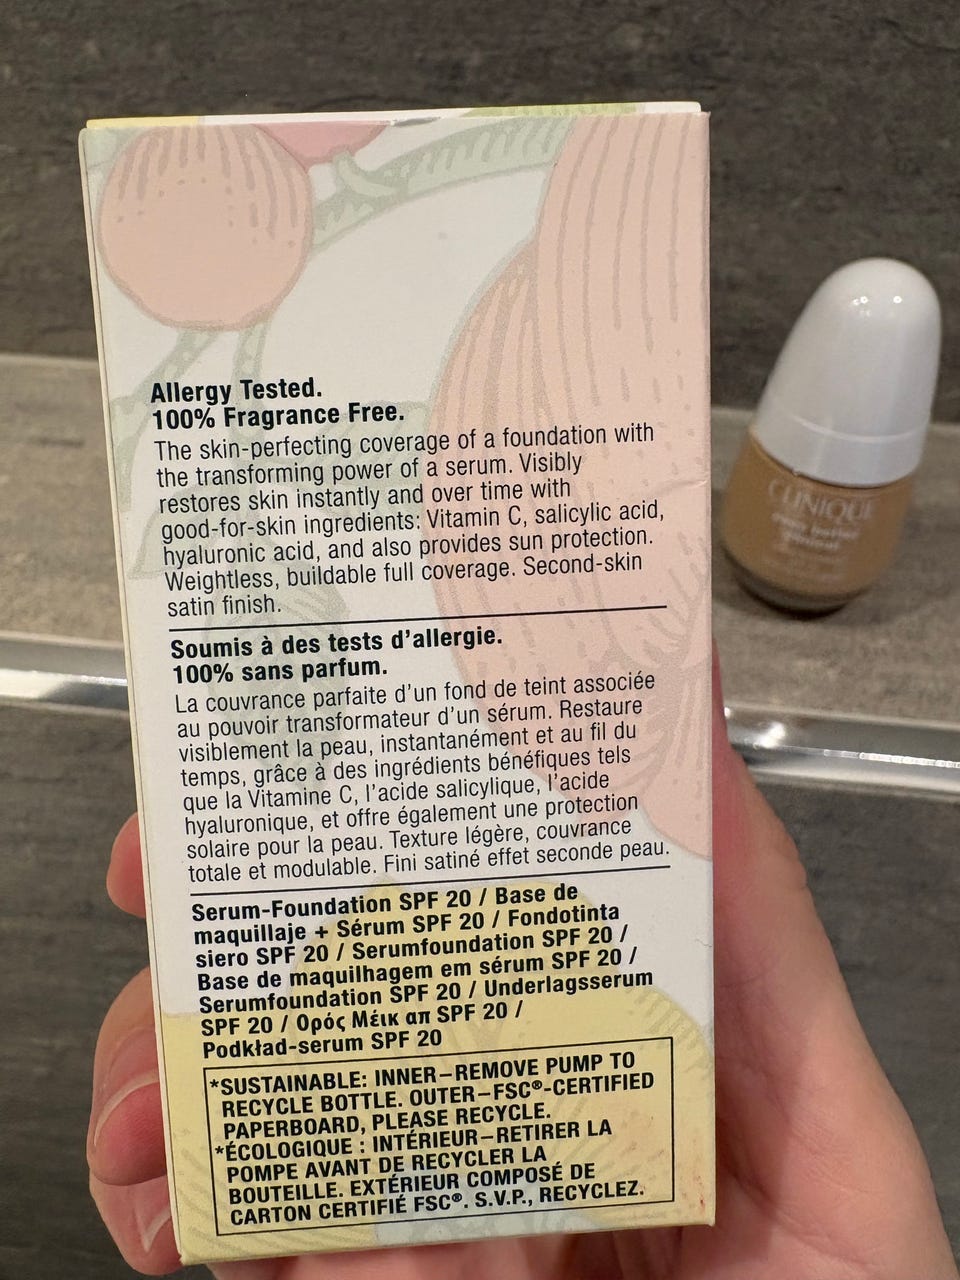 Allergy Tested.
100% Fragrance Free.
The skin-perfecting coverage of a foundation with
the transforming power of a serum. Visibly
restores skin instantly and over time with
good-for-skin ingredients: Vitamin C, salicylic acid,
hyaluronic acid, and also provides sun protection.
Weightless, buildable full coverage. Second-skin
satin finish.
Soumis à des tests d'allergie.
100% sans parfum.
La couvrance parfaite d'un fond de teint associée
au pouvoir transformateur d'un sérum. Restaure
visiblement la peau, instantanément et au fil du
temps, grâce à des ingrédients bénéfiques tels
que la Vitamine C, l'acide salicylique, l'acide
hyaluronique, et offre également une protection
solaire pour la peau. Texture légère, couvrance
totale et modulable. Fini satiné effet seconde peau.
Serum-Foundation SPF 20 / Base de
maquillaje + Sérum SPF 20 / Fondotinta
siero SPF 20 / Serumfoundation SPF 20 /
Base de maquilhagem em sérum SPF 20 /
Serumfoundation SPF 20 / Underlagsserum
SPF 20 / Ορός Μέικ απ SPF 20 /
Podkład-serum SPF 20
*SUSTAINABLE: INNER–REMOVE PUMP TO
RECYCLE BOTTLE. OUTER–FSC®-CERTIFIED
PAPERBOARD, PLEASE RECYCLE.
*ÉCOLOGIQUE : INTÉRIEUR–RETIRER LA
POMPE AVANT DE RECYCLER LA
BOUTEILLE. EXTÉRIEUR COMPOSÉ DE
CARTON CERTIFIÉ FSC®. S.V.P., RECYCLEZ.
CLINIQUE
even better